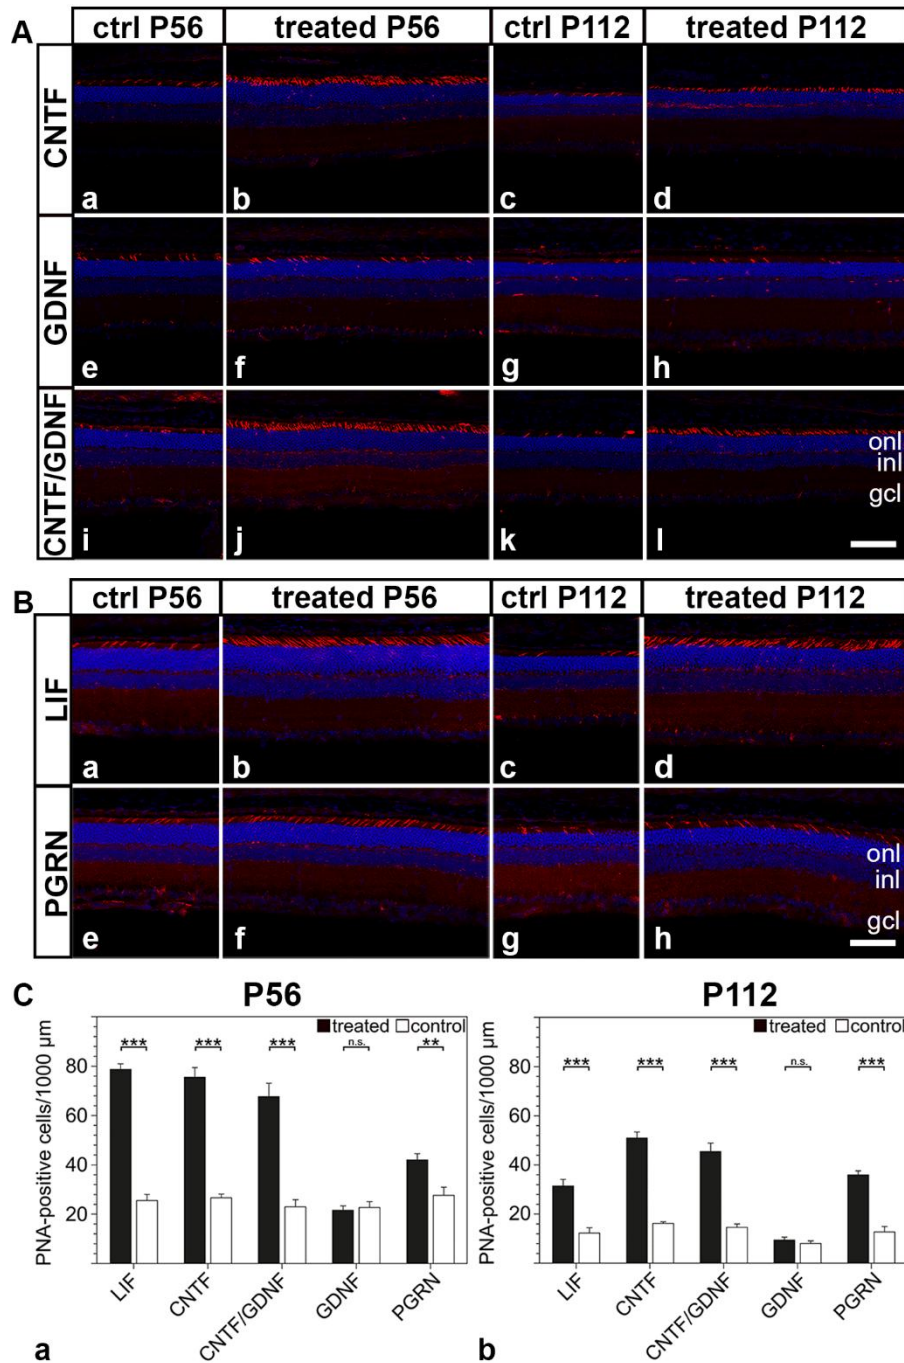 A
ctrl P56 treated P56 ctrl P112 treated P112
CNTF
a b c d
GDNF
e f g h
CNTF/GDNF
onl
inl
gcl
i j k l
B
ctrl P56 treated P56 ctrl P112 treated P112
LIF
a b c d
PGRN
onl
inl
gcl
e f g h
C
P56 P112
treated control
treated control
PNA-positive cells/1000 µm
*** *** *** n.s. **
80
60
40
20
LIF CNTF CNTF/GDNF GDNF PGRN
a
PNA-positive cells/1000 µm
*** *** *** n.s. ***
80
60
40
20
LIF CNTF CNTF/GDNF GDNF PGRN
b